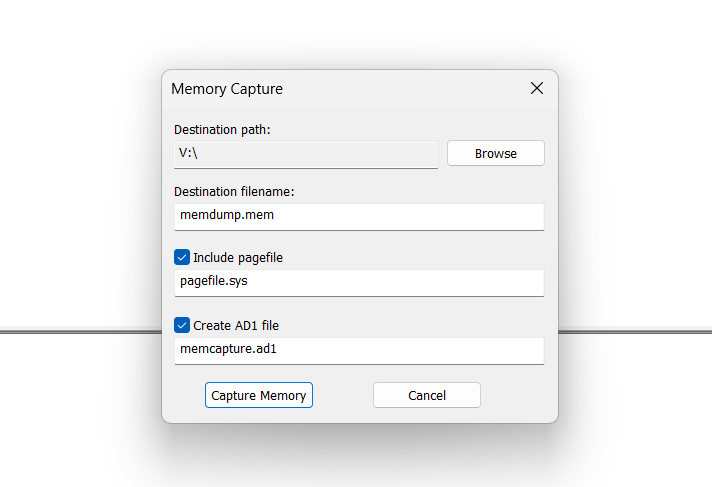 Memory Capture
Destination path:
V:\
Browse
Destination filename:
memdump.mem
Include pagefile
pagefile.sys
Create AD1 file
memcapture.ad1
Capture Memory
Cancel